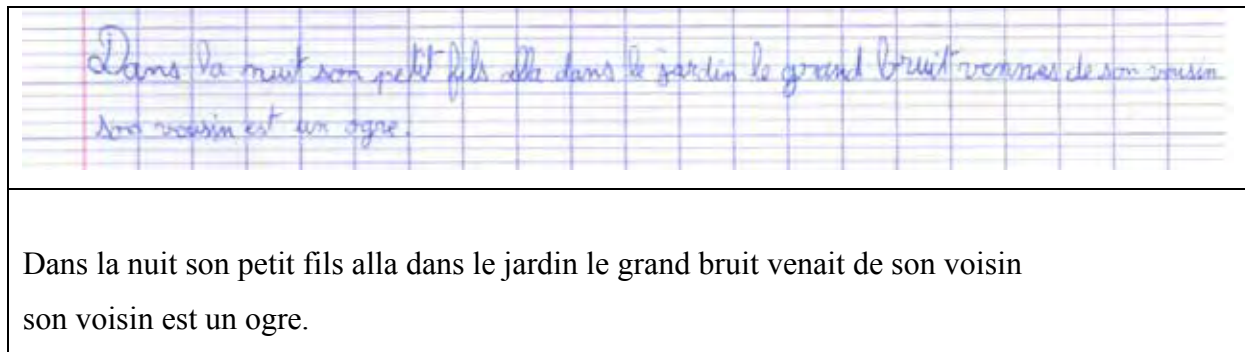 Dans la nuit son petit fils alla dans le jardin le grand bruit vennes de son voisin
son voisin est un ogre.
Dans la nuit son petit fils alla dans le jardin le grand bruit venait de son voisin
son voisin est un ogre.